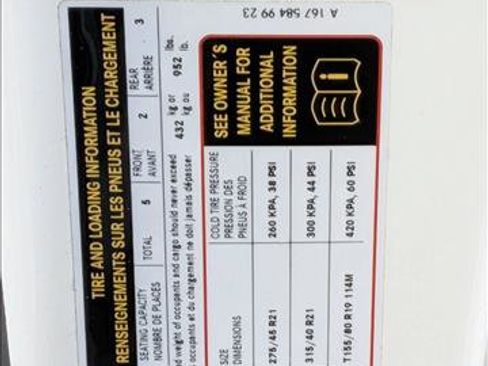 TIRE AND LOADING INFORMATION
RENSEIGNEMENTS SUR LES PNEUS ET LE CHARGEMENT
SEATING CAPACITY
NOMBRE DE PLACES
TOTAL 5
FRONT
AVANT
2
REAR
ARRIÈRE
3
d weight of occupants and cargo should never exceed
occupants et du chargement ne doit jamais dépasser
432 kg or
kg ou
952 lbs.
lb.
SIZE
DIMENSIONS
COLD TIRE PRESSURE
PRESSION DES
PNEUS À FROID
275/45 R21
260 KPA, 38 PSI
315/40 R21
300 KPA, 44 PSI
T155/80 R19 114M
420 KPA, 60 PSI
SEE OWNER'S
MANUAL FOR
ADDITIONAL
INFORMATION
A 167 584 99 23